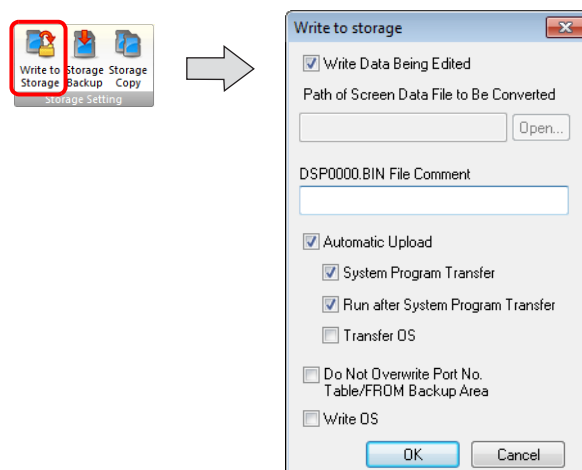 Write to Storage Storage
Storage Backup Copy
Storage Setting
Write to storage
Write Data Being Edited
Path of Screen Data File to Be Converted
Open...
DSP0000.BIN File Comment
Automatic Upload
System Program Transfer
Run after System Program Transfer
Transfer OS
Do Not Overwrite Port No.
Table/FROM Backup Area
Write OS
OK Cancel